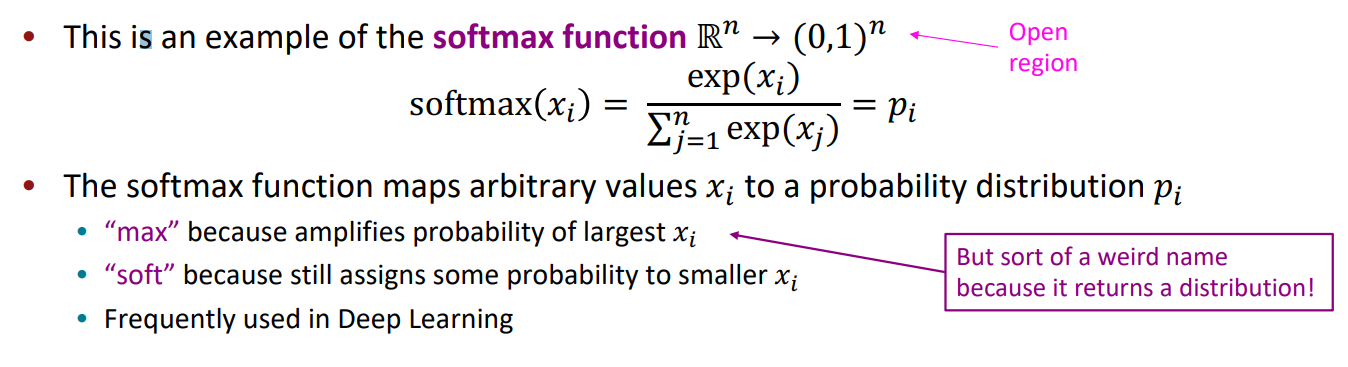 • This is an example of the softmax function ℝⁿ → (0,1)ⁿ
Open
region
softmax(xᵢ) = exp(xᵢ) / ∑ⱼ₌₁ⁿ exp(xⱼ) = pᵢ
• The softmax function maps arbitrary values xᵢ to a probability distribution pᵢ
• “max” because amplifies probability of largest xᵢ
• “soft” because still assigns some probability to smaller xᵢ
• Frequently used in Deep Learning
But sort of a weird name
because it returns a distribution!